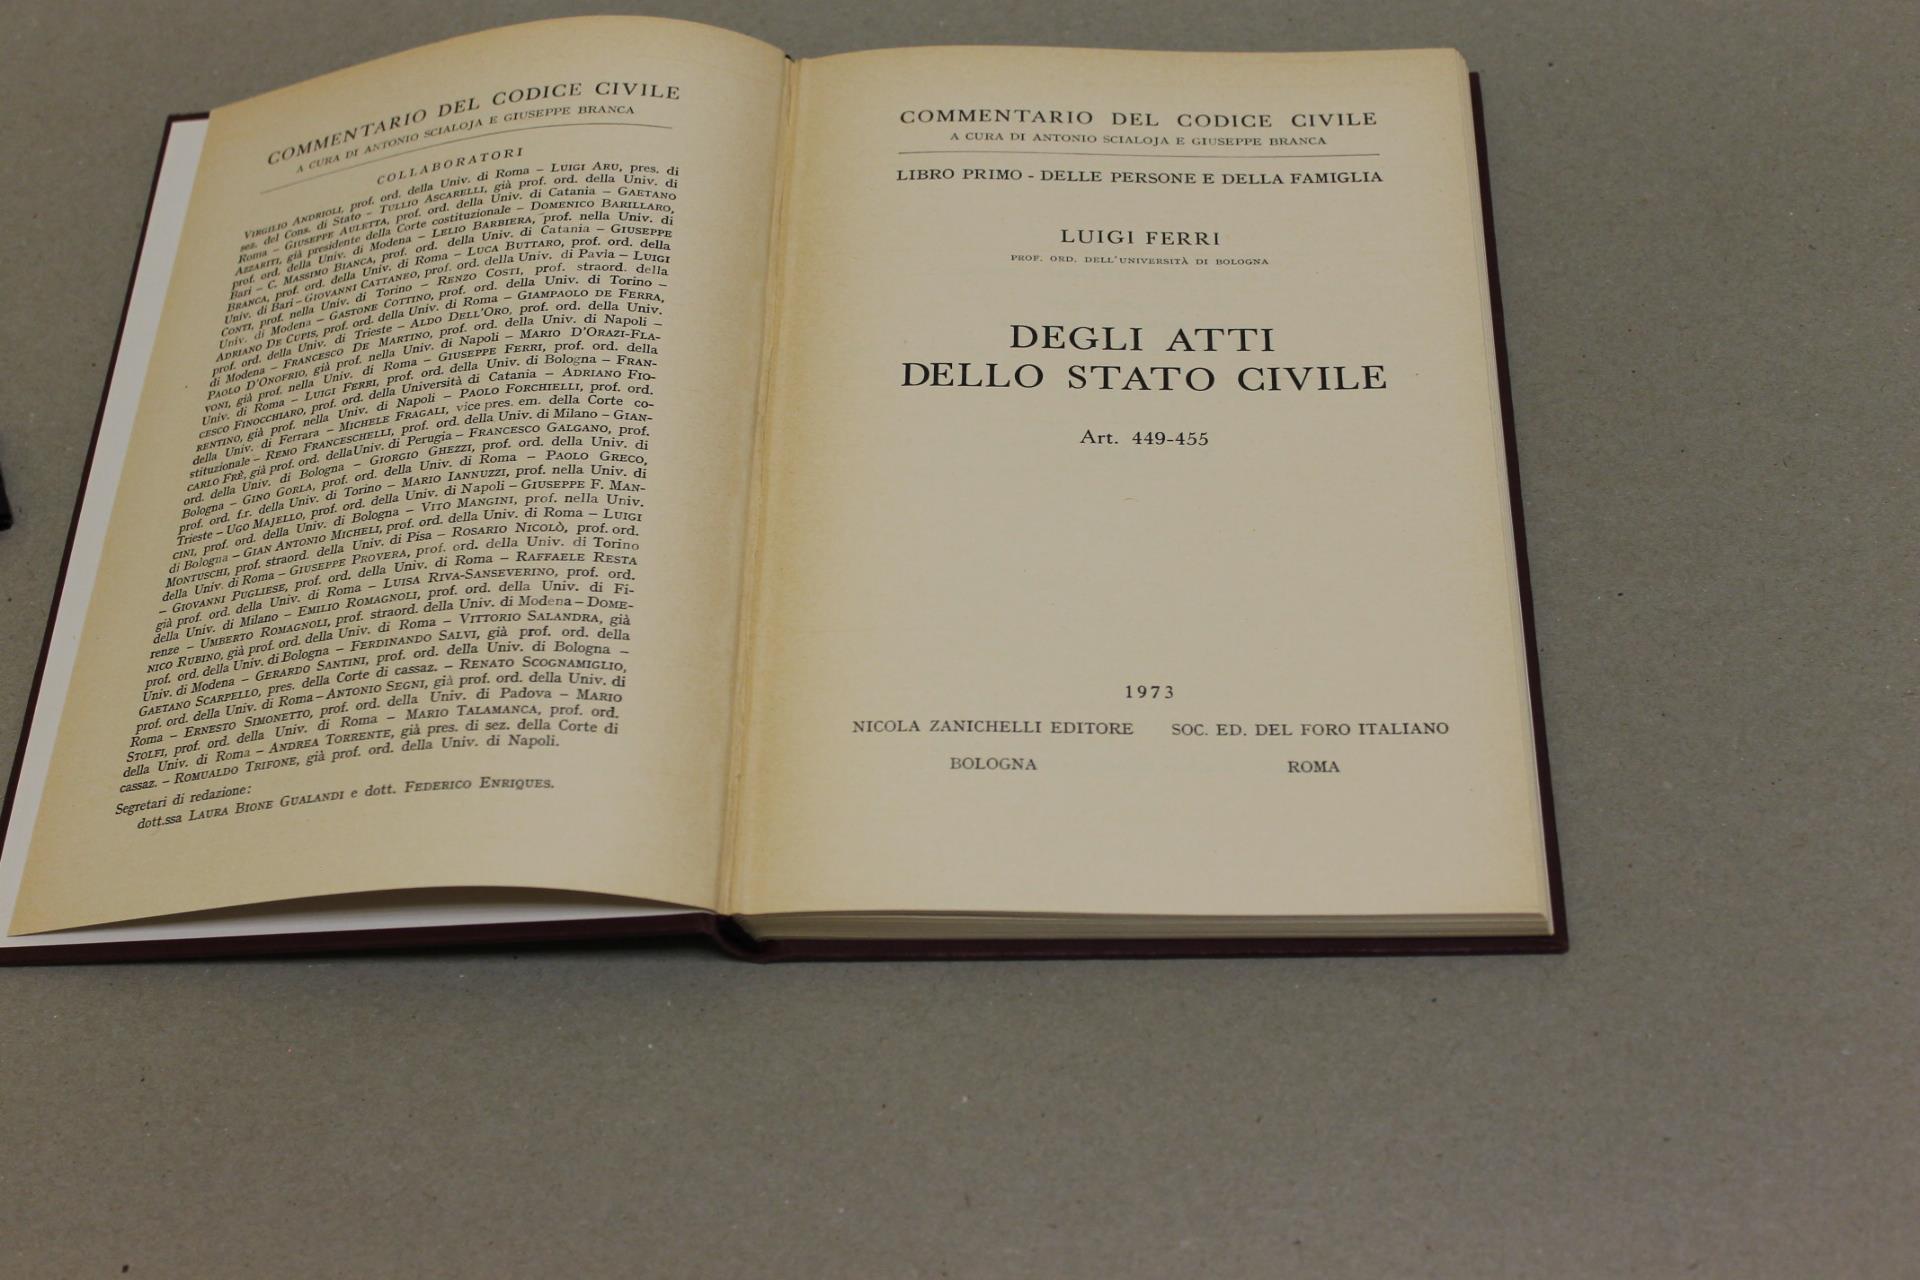 COMMENTARIO DEL CODICE CIVILE
A CURA DI ANTONIO SCIALOJA E GIUSEPPE BRANCA
COLLABORATORI
VIRGILIO ANDRIOLI, prof. ord. della Univ. di Roma – LUIGI ARU, pres. di
sez. del Cons. di Stato – TULLIO ASCARELLI, già prof. ord. della Univ. di
Roma – GIUSEPPE AULETTA, prof. ord. della Univ. di Catania – GAETANO
AZZARITI, già presidente della Corte costituzionale – DOMENICO BARILLARO,
prof. ord. della Univ. di Modena – LELIO BARBIERA, prof. nella Univ. di
Bari – C. MASSIMO BIANCA, prof. ord. della Univ. di Catania – GIUSEPPE
BRANCA, prof. ord. della Univ. di Roma – LUCA BUTTARO, prof. ord. della
Univ. di Bari – GIOVANNI CATTANEO, prof. ord. della Univ. di Pavia – LUIGI
CONTI, prof. nella Univ. di Torino – RENZO COSTI, prof. straord. della
Univ. di Modena – GASTONE COTTINO, prof. ord. della Univ. di Torino –
ADRIANO DE CUPIS, prof. ord. della Univ. di Roma – GIAMPAOLO DE FERRA,
prof. ord. della Univ. di Trieste – ALDO DELL'ORO, prof. ord. della Univ.
di Modena – FRANCESCO DE MARTINO, prof. ord. della Univ. di Napoli –
PAOLO D'ONOFRIO, già prof. nella Univ. di Napoli – MARIO D'ORAZI-FLA-
VONI, già prof. nella Univ. di Roma – GIUSEPPE FERRI, prof. ord. della
Univ. di Roma – LUIGI FERRI, prof. ord. della Univ. di Bologna – FRAN-
CESCO FINOCCHIARO, prof. ord. della Università di Catania – ADRIANO FIO-
RENTINO, già prof. nella Univ. di Napoli – PAOLO FORCHIELLI, prof. ord.
della Univ. di Ferrara – MICHELE FRAGALI, vice pres. em. della Corte co-
stituzionale – REMO FRANCESCHELLI, prof. ord. della Univ. di Milano – GIAN-
CARLO FRÈ, già prof. ord. dellaUniv. di Perugia – FRANCESCO GALGANO, prof.
ord. della Univ. di Bologna – GIORGIO GHEZZI, prof. ord. della Univ. di
Bologna – GINO GORLA, prof. ord. della Univ. di Roma – PAOLO GRECO,
prof. ord. f.r. della Univ. di Torino – MARIO IANNUZZI, prof. nella Univ. di
Trieste – UGO MAJELLO, prof. ord. della Univ. di Napoli – GIUSEPPE F. MAN-
CINI, prof. ord. della Univ. di Bologna – VITO MANGINI, prof. nella Univ.
di Bologna – GIAN ANTONIO MICHELI, prof. ord. della Univ. di Roma – LUIGI
MONTUSCHI, prof. straord. della Univ. di Pisa – ROSARIO NICOLÒ, prof. ord.
della Univ. di Roma – GIUSEPPE PROVERA, prof. ord. della Univ. di Torino
– GIOVANNI PUGLIESE, prof. ord. della Univ. di Roma – RAFFAELE RESTA
già prof. ord. della Univ. di Roma – LUISA RIVA-SANSEVERINO, prof. ord.
della Univ. di Milano – EMILIO ROMAGNOLI, prof. ord. della Univ. di Fi-
renze – UMBERTO ROMAGNOLI, prof. straord. della Univ. di Modena – DOME-
NICO RUBINO, già prof. ord. della Univ. di Roma – VITTORIO SALANDRA, già
prof. ord. della Univ. di Bologna – FERDINANDO SALVI, già prof. ord. della
Univ. di Modena – GERARDO SANTINI, prof. ord. della Univ. di Bologna –
GAETANO SCARPELLO, pres. della Corte di cassaz. – RENATO SCOGNAMIGLIO,
prof. ord. della Univ. di Roma – ANTONIO SEGNI, già prof. ord. della Univ. di
Roma – ERNESTO SIMONETTO, prof. ord. della Univ. di Padova – MARIO
STOLFI, prof. ord. della Univ. di Roma – MARIO TALAMANCA, prof. ord.
della Univ. di Roma – ANDREA TORRENTE, già pres. di sez. della Corte di
cassaz. – ROMUALDO TRIFONE, già prof. ord. della Univ. di Napoli.
Segretari di redazione:
dott.ssa LAURA BIONE GUALANDI e dott. FEDERICO ENRIQUES.
COMMENTARIO DEL CODICE CIVILE
A CURA DI ANTONIO SCIALOJA E GIUSEPPE BRANCA
LIBRO PRIMO - DELLE PERSONE E DELLA FAMIGLIA
LUIGI FERRI
PROF. ORD. DELL'UNIVERSITÀ DI BOLOGNA
DEGLI ATTI
DELLO STATO CIVILE
Art. 449-455
1973
NICOLA ZANICHELLI EDITORE SOC. ED. DEL FORO ITALIANO
BOLOGNA ROMA